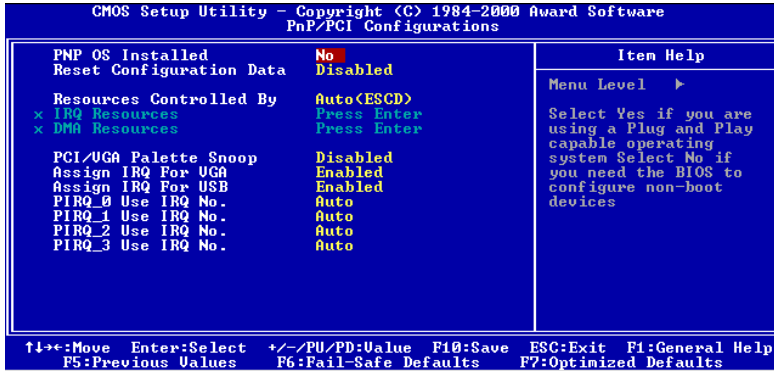 CMOS Setup Utility - Copyright (C) 1984-2000 Award Software
PnP/PCI Configurations
PNP OS Installed No
Reset Configuration Data Disabled
Resources Controlled By Auto(ESCD)
x IRQ Resources Press Enter
x DMA Resources Press Enter
PCI/VGA Palette Snoop Disabled
Assign IRQ For VGA Enabled
Assign IRQ For USB Enabled
PIRQ_0 Use IRQ No. Auto
PIRQ_1 Use IRQ No. Auto
PIRQ_2 Use IRQ No. Auto
PIRQ_3 Use IRQ No. Auto
Item Help
Menu Level ►
Select Yes if you are
using a Plug and Play
capable operating
system Select No if
you need the BIOS to
configure non-boot
devices
↑↓→←:Move Enter:Select +/-/PU/PD:Value F10:Save ESC:Exit F1:General Help
F5:Previous Values F6:Fail-Safe Defaults F7:Optimized Defaults